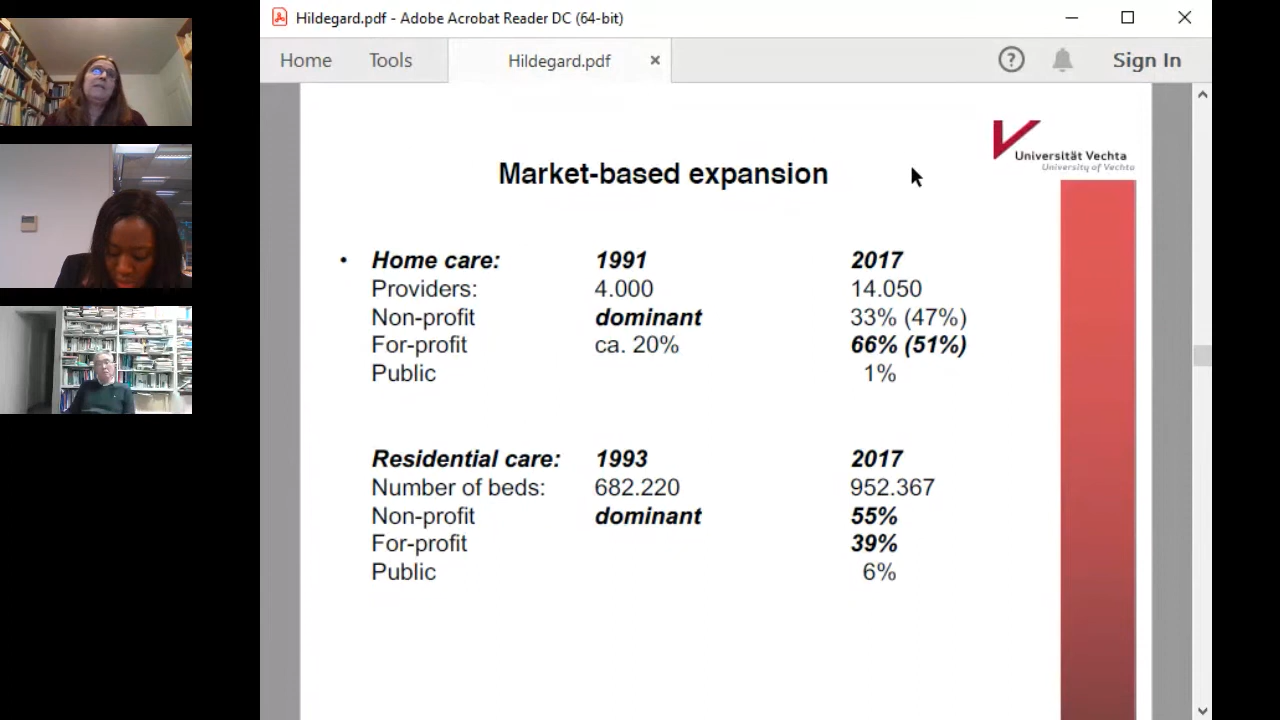 Hildegard.pdf - Adobe Acrobat Reader DC (64-bit)
Home Tools Hildegard.pdf × ? Sign In
Universität Vechta
University of Vechta
Market-based expansion
• Home care: 1991 2017
Providers: 4.000 14.050
Non-profit dominant 33% (47%)
For-profit ca. 20% 66% (51%)
Public 1%
Residential care: 1993 2017
Number of beds: 682.220 952.367
Non-profit dominant 55%
For-profit 39%
Public 6%